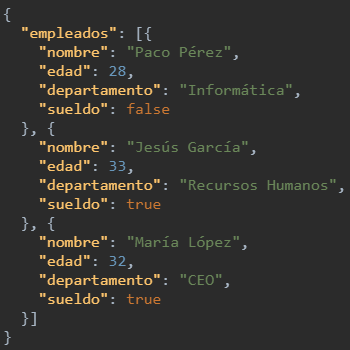 {
"empleados": [{
"nombre": "Paco Pérez",
"edad": 28,
"departamento": "Informática",
"sueldo": false
}, {
"nombre": "Jesús García",
"edad": 33,
"departamento": "Recursos Humanos",
"sueldo": true
}, {
"nombre": "María López",
"edad": 32,
"departamento": "CEO",
"sueldo": true
}]
}